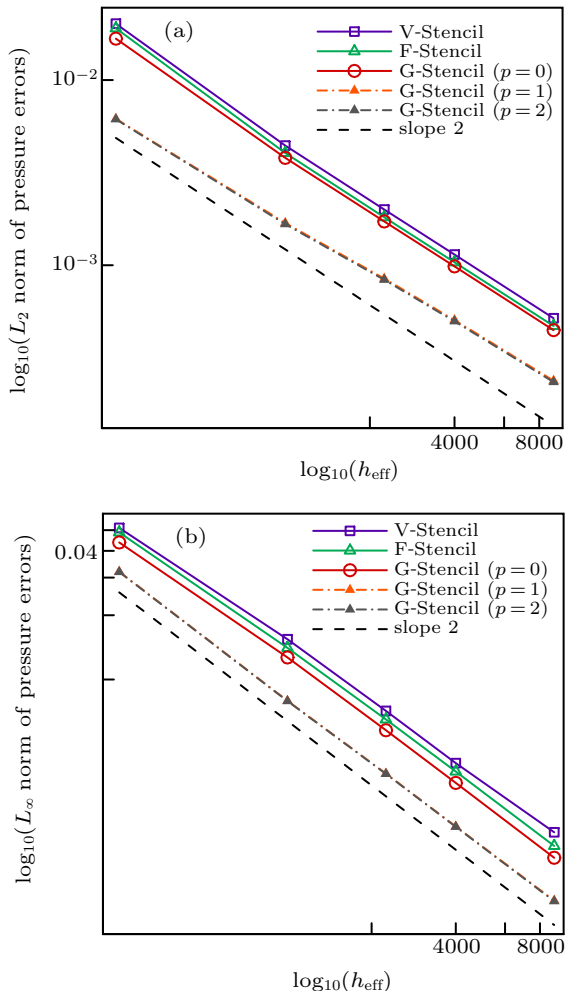 (a)
V-Stencil
F-Stencil
G-Stencil (p=0)
G-Stencil (p=1)
G-Stencil (p=2)
slope 2
10⁻²
10⁻³
log₁₀(L₂ norm of pressure errors)
4000 8000
log₁₀(h_eff)
(b)
V-Stencil
F-Stencil
G-Stencil (p=0)
G-Stencil (p=1)
G-Stencil (p=2)
slope 2
0.04
log₁₀(L∞ norm of pressure errors)
4000 8000
log₁₀(h_eff)